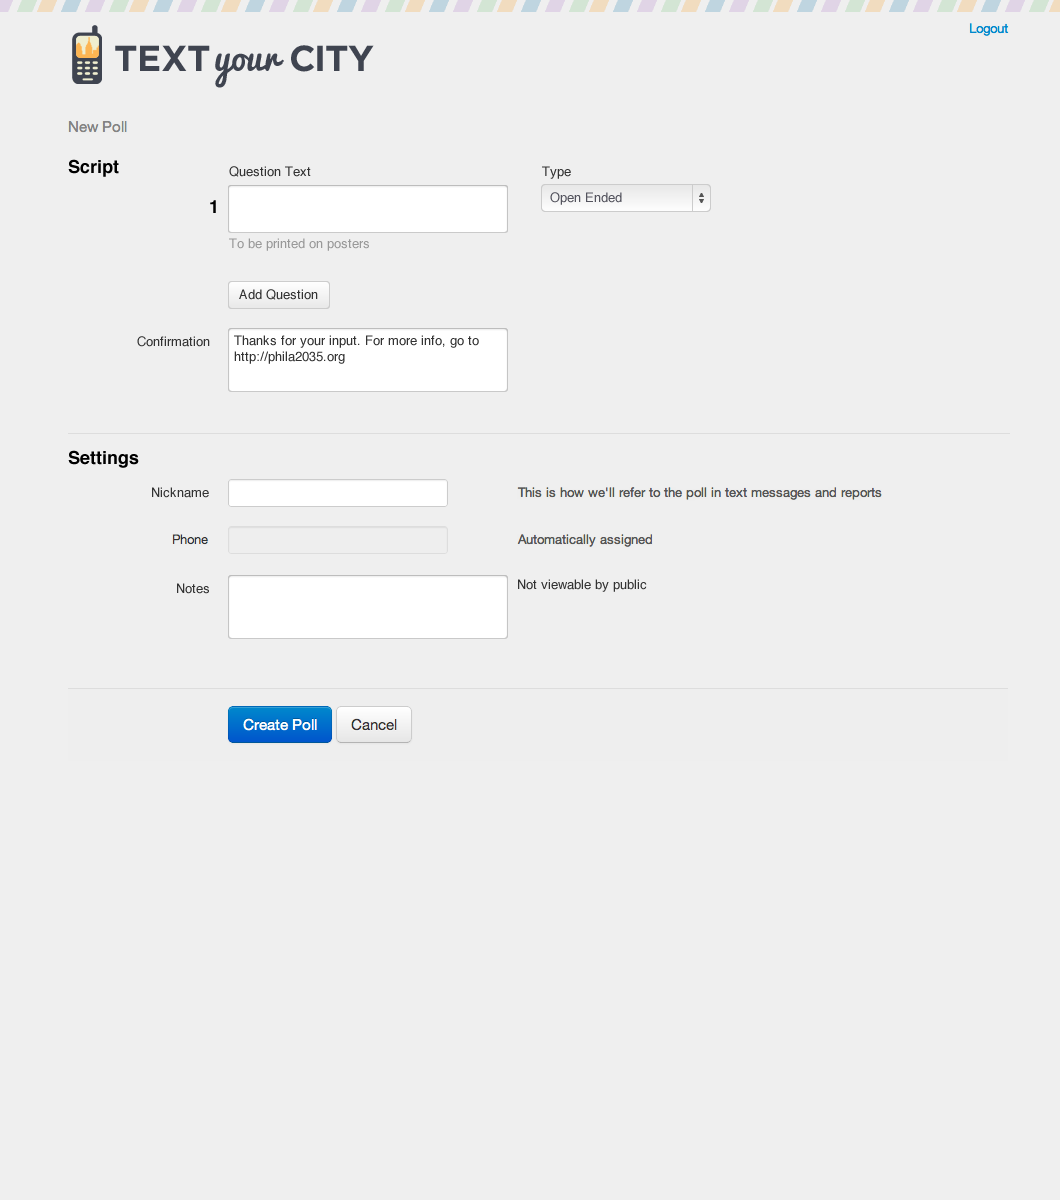 Logout
TEXT your CITY
New Poll
Script
Question Text
Type
1
Open Ended
To be printed on posters
Add Question
Confirmation
Thanks for your input. For more info, go to
http://phila2035.org
Settings
Nickname
This is how we'll refer to the poll in text messages and reports
Phone
Automatically assigned
Notes
Not viewable by public
Create Poll
Cancel